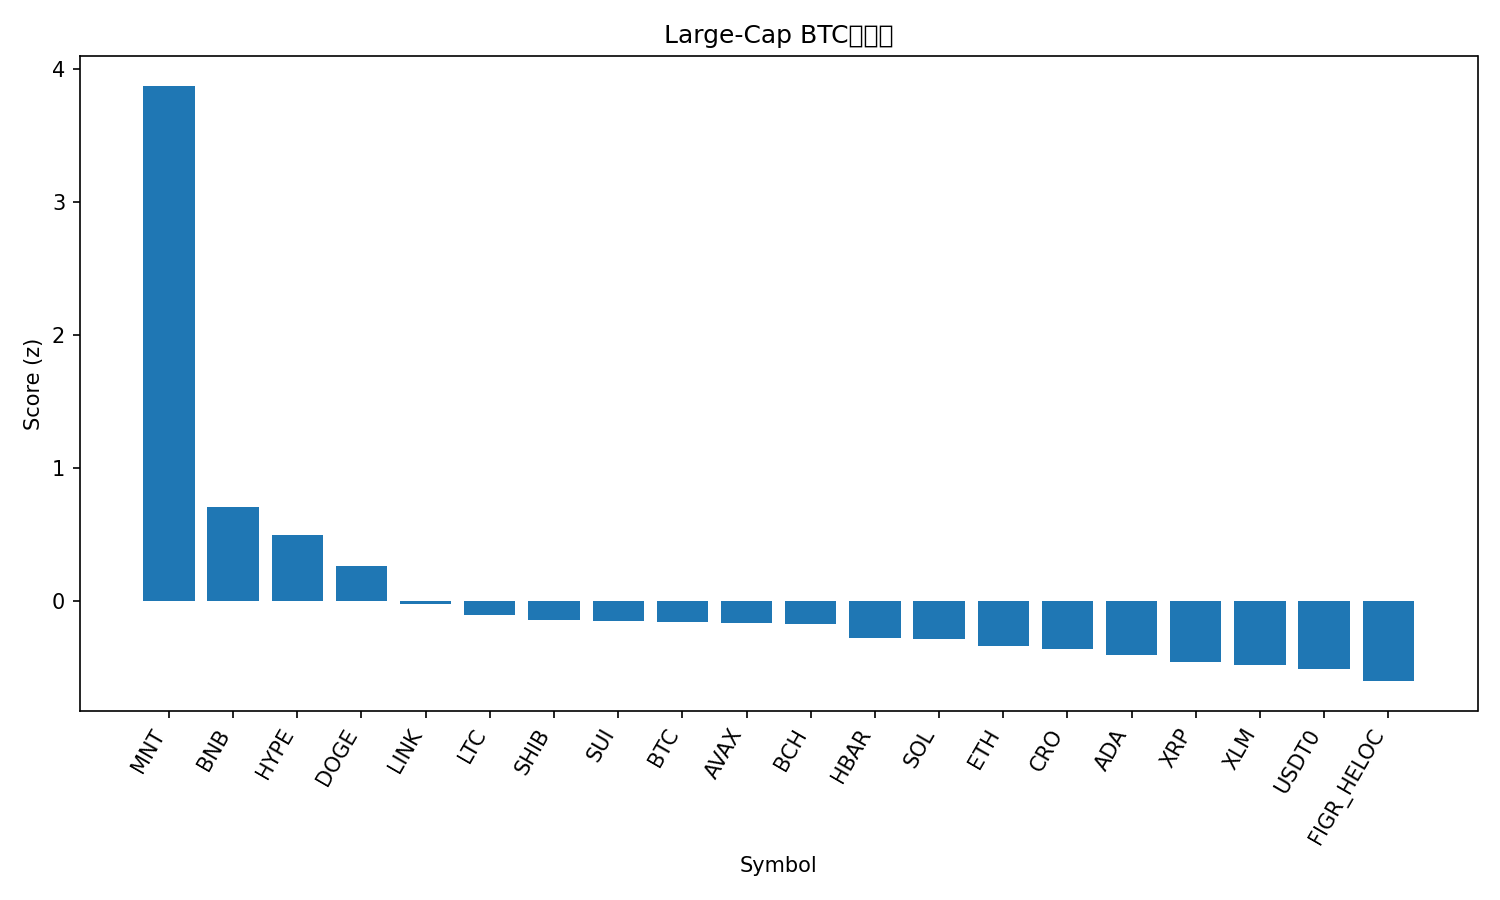 Large-Cap BTC
4
3
2
1
0
Score (z)
MNT
BNB
HYPE
DOGE
LINK
LTC
SHIB
SUI
BTC
AVAX
BCH
HBAR
SOL
ETH
CRO
ADA
XRP
XLM
USDT0
FIGR_HELOC
Symbol